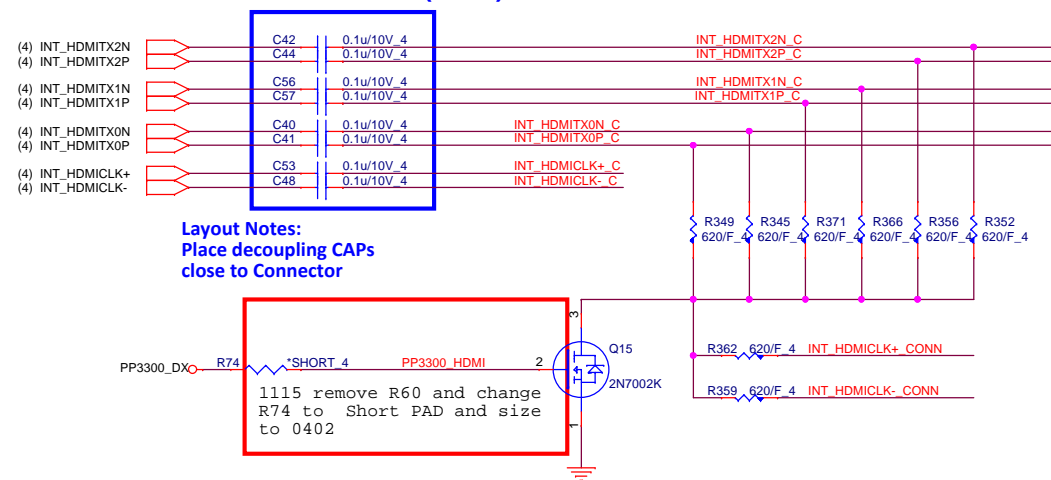 (4) INT_HDMITX2N C42 0.1u/10V_4 INT_HDMITX2N_C
(4) INT_HDMITX2P C44 0.1u/10V_4 INT_HDMITX2P_C
(4) INT_HDMITX1N C56 0.1u/10V_4 INT_HDMITX1N_C
(4) INT_HDMITX1P C57 0.1u/10V_4 INT_HDMITX1P_C
(4) INT_HDMITX0N C40 0.1u/10V_4 INT_HDMITX0N_C
(4) INT_HDMITX0P C41 0.1u/10V_4 INT_HDMITX0P_C
(4) INT_HDMICLK+ C53 0.1u/10V_4 INT_HDMICLK+_C
(4) INT_HDMICLK- C48 0.1u/10V_4 INT_HDMICLK-_C
Layout Notes:
Place decoupling CAPs
close to Connector
R349 R345 R371 R366 R356 R352
620/F_4 620/F_4 620/F_4 620/F_4 620/F_4 620/F_4
3
Q15
2N7002K
PP3300_DX R74 *SHORT_4 PP3300_HDMI 2
1
1115 remove R60 and change
R74 to Short PAD and size
to 0402
R362 620/F_4 INT_HDMICLK+_CONN
R359 620/F_4 INT_HDMICLK-_CONN